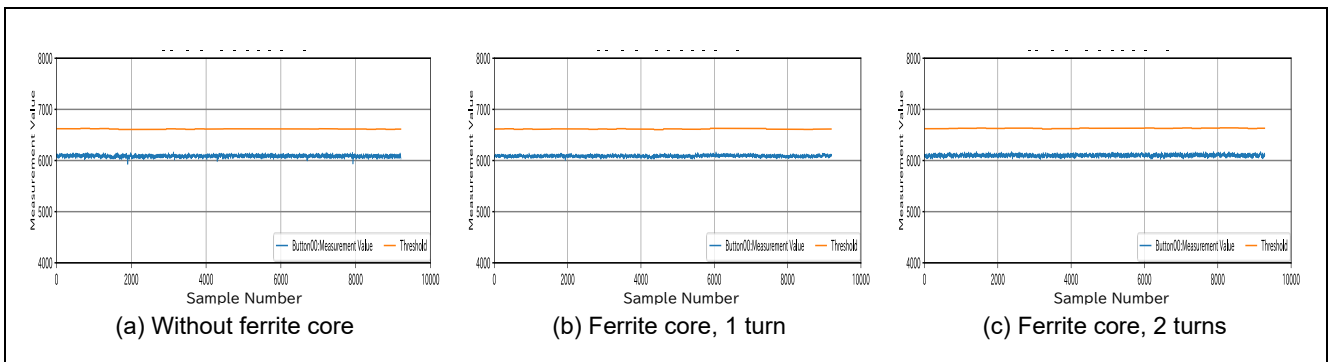 8000
7000
6000
5000
4000
Measurement Value
Button00:Measurement Value Threshold
0 2000 4000 6000 8000 10000
Sample Number
(a) Without ferrite core
8000
7000
6000
5000
4000
Measurement Value
Button00:Measurement Value Threshold
0 2000 4000 6000 8000 10000
Sample Number
(b) Ferrite core, 1 turn
8000
7000
6000
5000
4000
Measurement Value
Button00:Measurement Value Threshold
0 2000 4000 6000 8000 10000
Sample Number
(c) Ferrite core, 2 turns